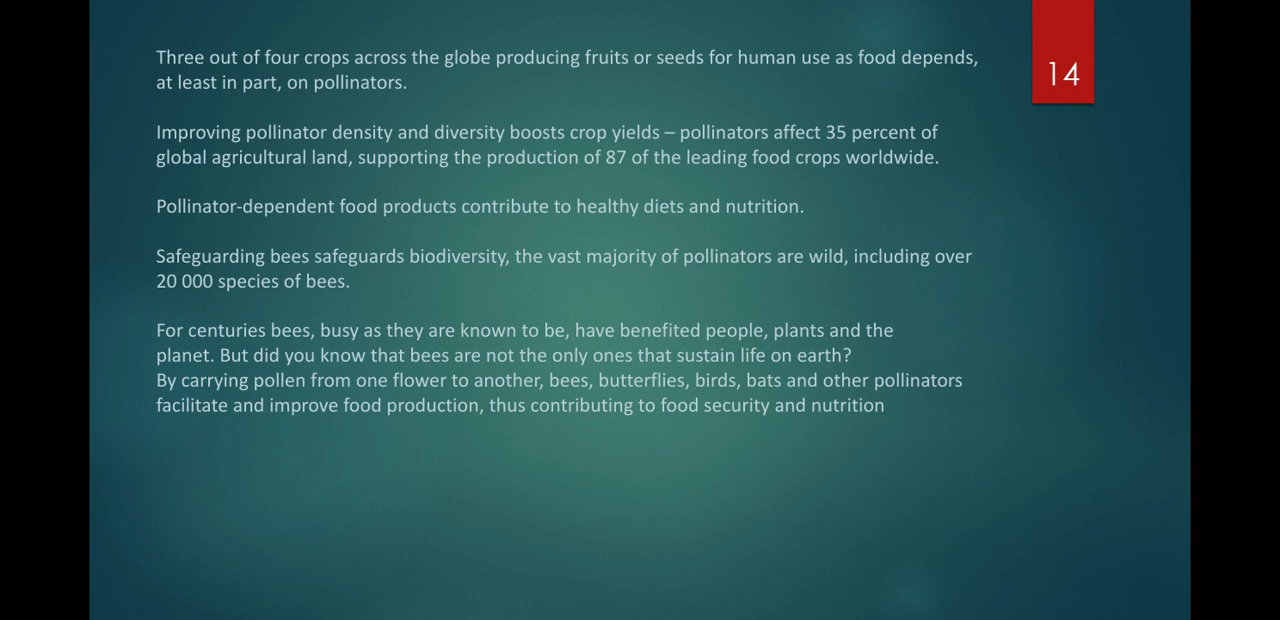 Three out of four crops across the globe producing fruits or seeds for human use as food depends,
at least in part, on pollinators.
Improving pollinator density and diversity boosts crop yields – pollinators affect 35 percent of
global agricultural land, supporting the production of 87 of the leading food crops worldwide.
Pollinator-dependent food products contribute to healthy diets and nutrition.
Safeguarding bees safeguards biodiversity, the vast majority of pollinators are wild, including over
20 000 species of bees.
For centuries bees, busy as they are known to be, have benefited people, plants and the
planet. But did you know that bees are not the only ones that sustain life on earth?
By carrying pollen from one flower to another, bees, butterflies, birds, bats and other pollinators
facilitate and improve food production, thus contributing to food security and nutrition
14